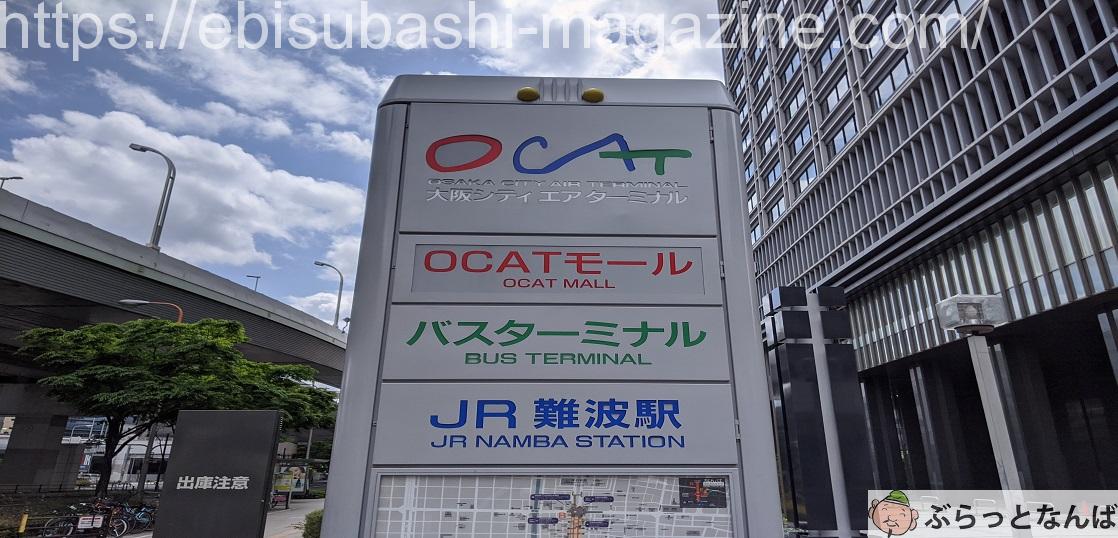 https://ebisubashi-magazine.com/
OCAT
OSAKA CITY AIR TERMINAL
大阪シティエアターミナル
OCATモール
OCAT MALL
バスターミナル
BUS TERMINAL
JR 難波駅
JR NAMBA STATION
出庫注意
ぶらっとなんば